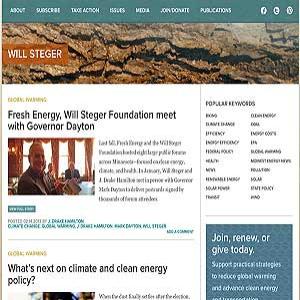 ABOUT SUBSCRIBE TAKE ACTION ISSUES MEDIA JOIN/DONATE PUBLICATIONS
WILL STEGER
GLOBAL WARMING
Fresh Energy, Will Steger Foundation meet
with Governor Dayton
Last fall, Fresh Energy and the Will Steger
Foundation hosted eight large public forums
across Minnesota—focused on clean energy,
climate, and health. In January, Will Steger and
J. Drake Hamilton met in person with Governor
Mark Dayton to deliver postcards signed by
thousands of forum attendees.
VIEW FULL STORY
POSTED 02.14.2013 BY J. DRAKE HAMILTON
CLIMATE CHANGE, GLOBAL WARMING, J. DRAKE HAMILTON, MARK DAYTON, WILL STEGER
ADD A COMMENT
GLOBAL WARMING
What's next on climate and clean energy
policy?
When the dust finally settles after the election,
POPULAR KEYWORDS
BIKING CLEAN ENERGY
CLIMATE CHANGE COAL
EFFICIENCY ENERGY COSTS
ENERGY EFFICIENCY EPA
FEDERAL POLICY GLOBAL WARMING
HEALTH MIDWEST ENERGY NEWS
NEWS POLLUTION
RENEWABLE ENERGY SOLAR
SOLAR POWER STATE POLICY
TRANSIT WIND
Join, renew, or
give today.
Support practical strategies
to reduce global warming
and advance clean energy
and transportation